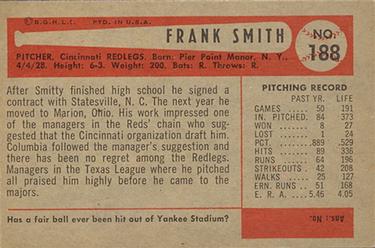 © B.G.H.L.I. PTD. IN U.S.A.
FRANK SMITH
NO. 188
PITCHER, Cincinnati REDLEGS. Born: Pier Point Manor, N. Y.,
4/4/28. Height: 6-3. Weight: 200. Bats: R. Throws: R.
After Smitty finished high school he signed a
contract with Statesville, N. C. The next year he
moved to Marion, Ohio. His work impressed one
of the managers in the Reds' chain who sug-
gested that the Cincinnati organization draft him.
Columbia followed the manager's suggestion and
there has been no regret among the Redlegs.
Managers in the Texas League where he pitched
all praised him highly before he came to the
majors.
PITCHING RECORD
PAST YR. LIFE
GAMES 50 191
IN. PITCHED 84 373
WON 8 27
LOST 1 24
PCT. .889 .529
HITS 89 336
RUNS 64 196
STRIKEOUTS 42 208
WALKS 25 127
ERN. RUNS 51 168
E. R. A. 5.46 4.05
Has a fair ball ever been hit out of Yankee Stadium?
Ans.: No.